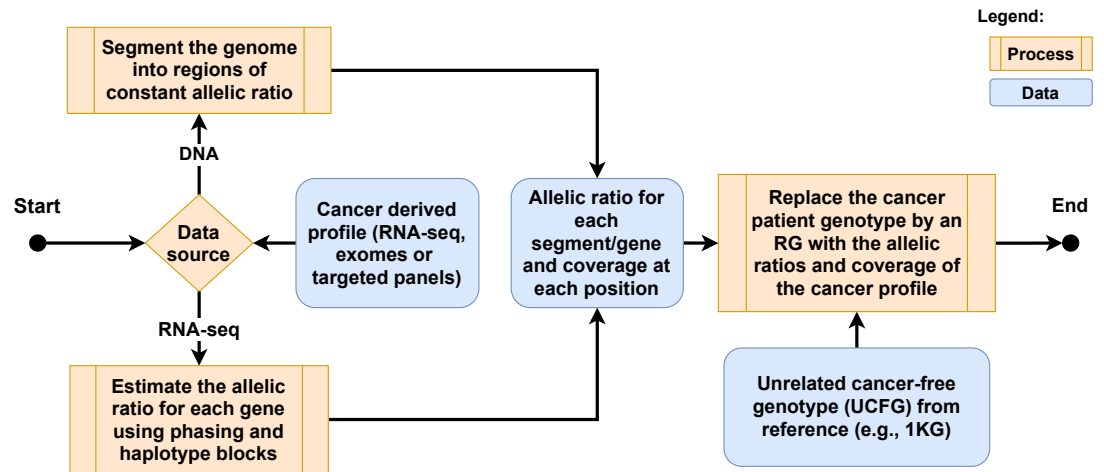 Legend:
Process
Data
Segment the genome
into regions of
constant allelic ratio
DNA
Start
Data
source
Cancer derived
profile (RNA-seq,
exomes or
targeted panels)
Allelic ratio for
each
segment/gene
and coverage at
each position
Replace the cancer
patient genotype by an
RG with the allelic
ratios and coverage of
the cancer profile
End
RNA-seq
Estimate the allelic
ratio for each gene
using phasing and
haplotype blocks
Unrelated cancer-free
genotype (UCFG) from
reference (e.g., 1KG)